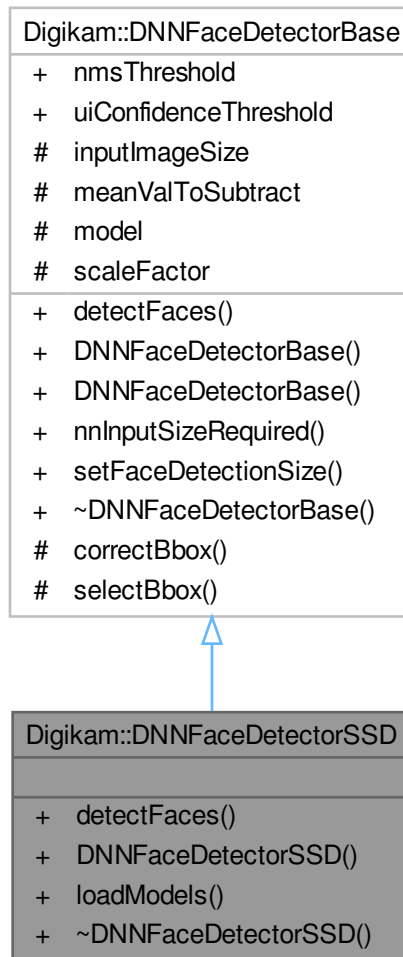 Digikam::DNNFaceDetectorBase
+ nmsThreshold
+ uiConfidenceThreshold
# inputImageSize
# meanValToSubtract
# model
# scaleFactor
+ detectFaces()
+ DNNFaceDetectorBase()
+ DNNFaceDetectorBase()
+ nnInputSizeRequired()
+ setFaceDetectionSize()
+ ~DNNFaceDetectorBase()
# correctBbox()
# selectBbox()
Digikam::DNNFaceDetectorSSD
+ detectFaces()
+ DNNFaceDetectorSSD()
+ loadModels()
+ ~DNNFaceDetectorSSD()